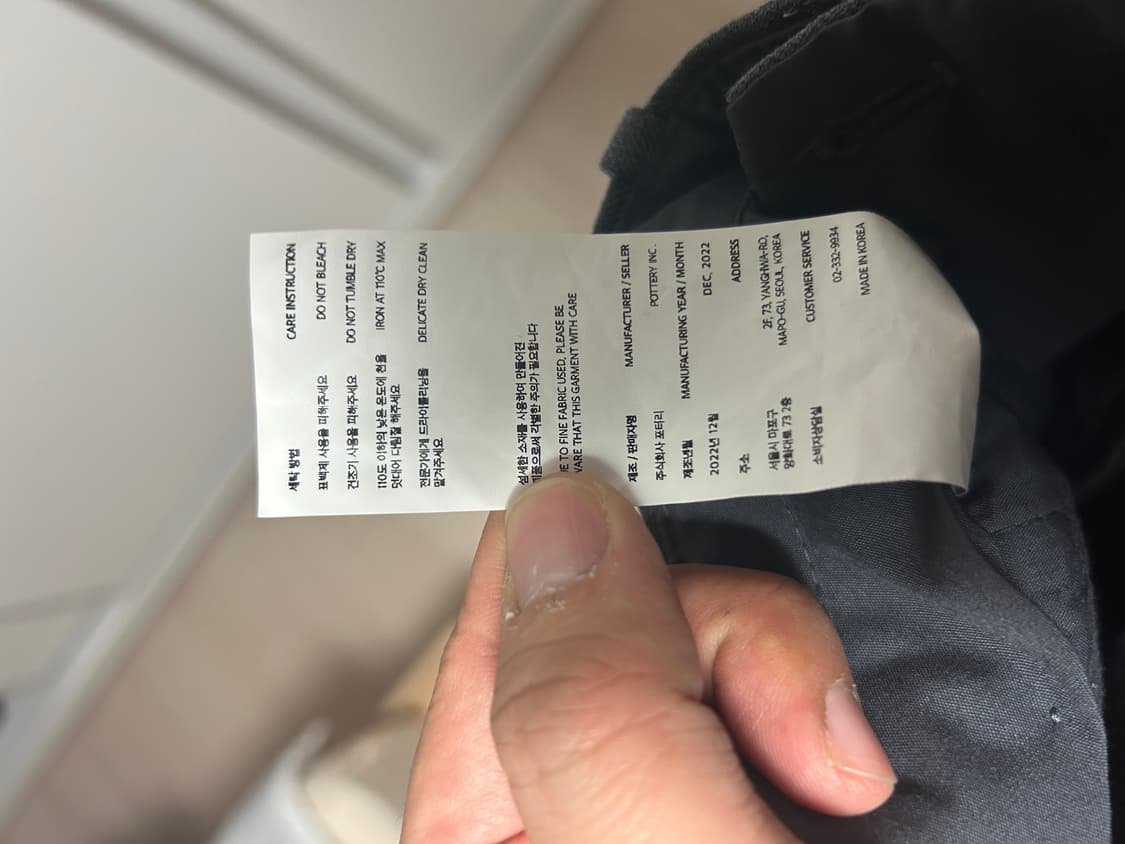 세탁 방법 CARE INSTRUCTION
표백제 사용을 피해주세요 DO NOT BLEACH
건조기 사용을 피해주세요 DO NOT TUMBLE DRY
110도 이하의 낮은 온도에 천을 IRON AT 110℃ MAX
덧대어 다림질 해주세요
전문가에게 드라이클리닝을 DELICATE DRY CLEAN
맡겨주세요
섬세한 소재를 사용하여 만들어진
각별한 주의가 필요합니다
TO FINE FABRIC USED, PLEASE BE
THAT THIS GARMENT WITH CARE
제조 / 판매자명 MANUFACTURER / SELLER
주식회사 포터리 POTTERY INC.
제조년월 MANUFACTURING YEAR / MONTH
2022년 12월 DEC, 2022
주소 ADDRESS
서울시 마포구 2F, 73, YANGHWA-RO,
양화대로 73 2층 MAPO-GU, SEOUL, KOREA
소비자상담실 CUSTOMER SERVICE
02-332-9934
MADE IN KOREA